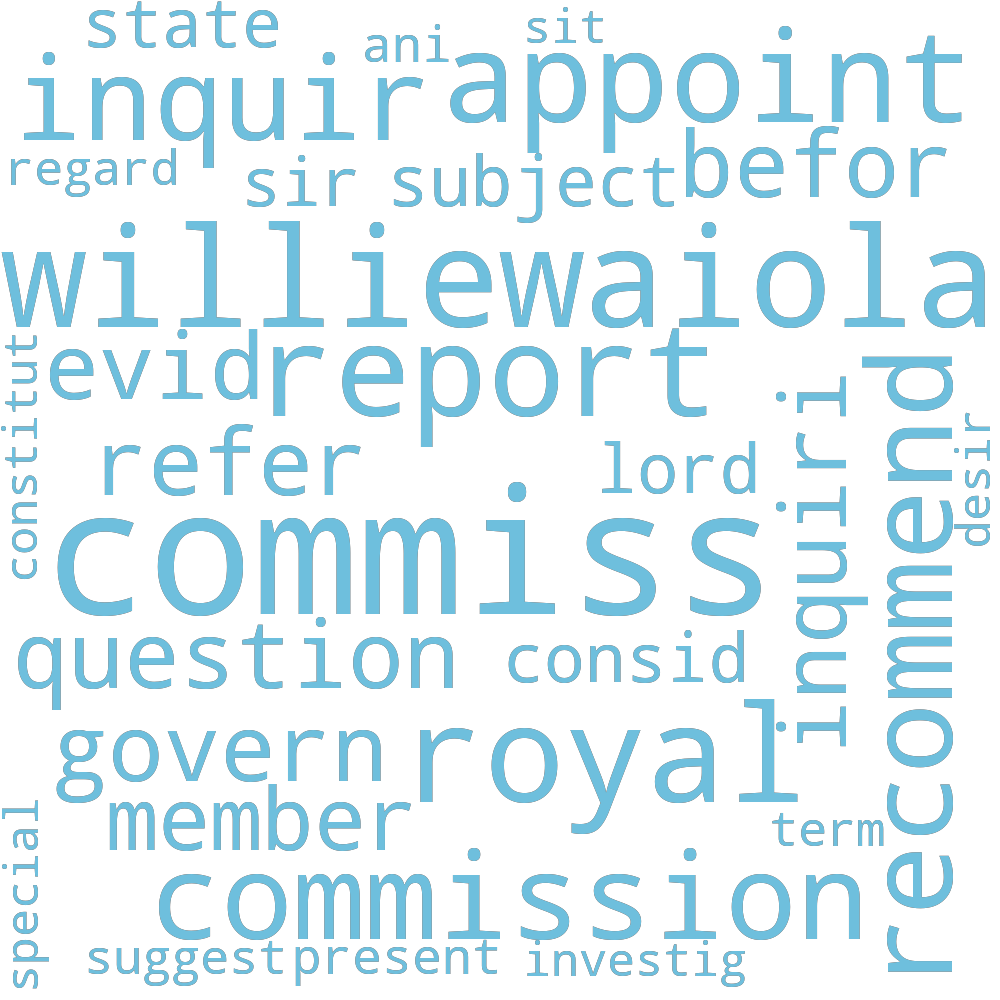 state
ani
sit
inquir
appoint
regard
sir
subject
befor
williewaiola
evid
report
constitut
refer
lord
inquiri
recommend
desir
commiss
question
consid
govern
royal
member
term
special
commission
suggest
present
investig